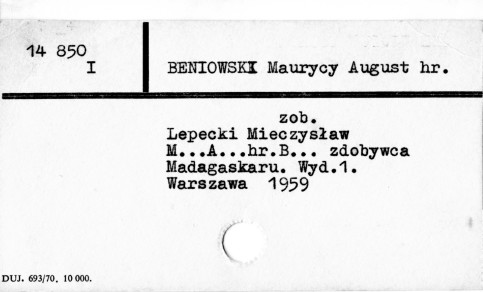 14 850
I
BENIOWSKI Maurycy August hr.
zob.
Lepecki Mieczysław
M...A...hr.B... zdobywca
Madagaskaru. Wyd.1.
Warszawa 1959
DUJ. 693/70. 10 000.